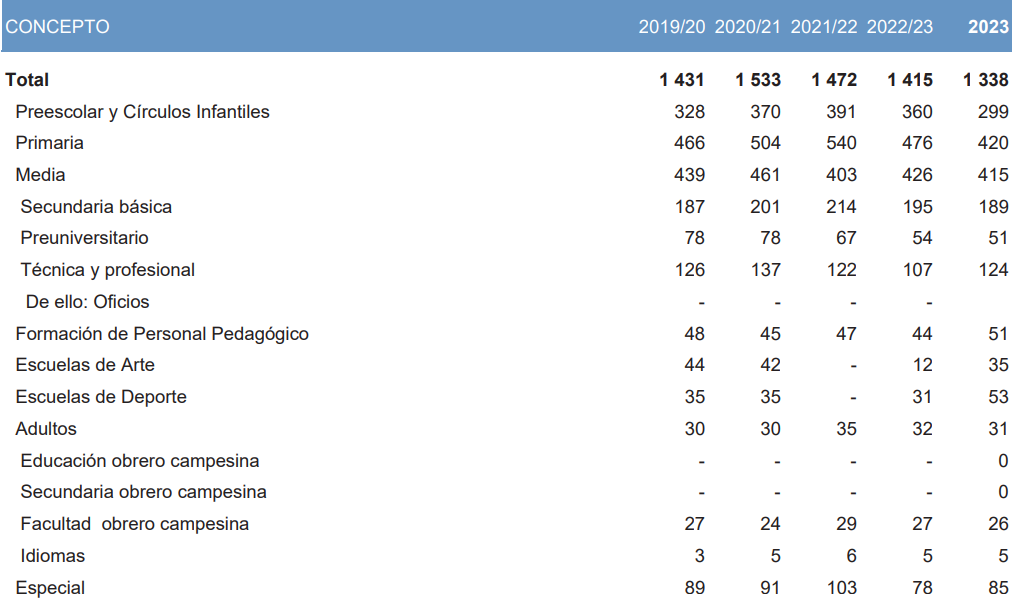 CONCEPTO 2019/20 2020/21 2021/22 2022/23 2023
Total 1 431 1 533 1 472 1 415 1 338
Preescolar y Círculos Infantiles 328 370 391 360 299
Primaria 466 504 540 476 420
Media 439 461 403 426 415
Secundaria básica 187 201 214 195 189
Preuniversitario 78 78 67 54 51
Técnica y profesional 126 137 122 107 124
De ello: Oficios - - - -
Formación de Personal Pedagógico 48 45 47 44 51
Escuelas de Arte 44 42 - 12 35
Escuelas de Deporte 35 35 - 31 53
Adultos 30 30 35 32 31
Educación obrero campesina - - - - 0
Secundaria obrero campesina - - - - 0
Facultad obrero campesina 27 24 29 27 26
Idiomas 3 5 6 5 5
Especial 89 91 103 78 85